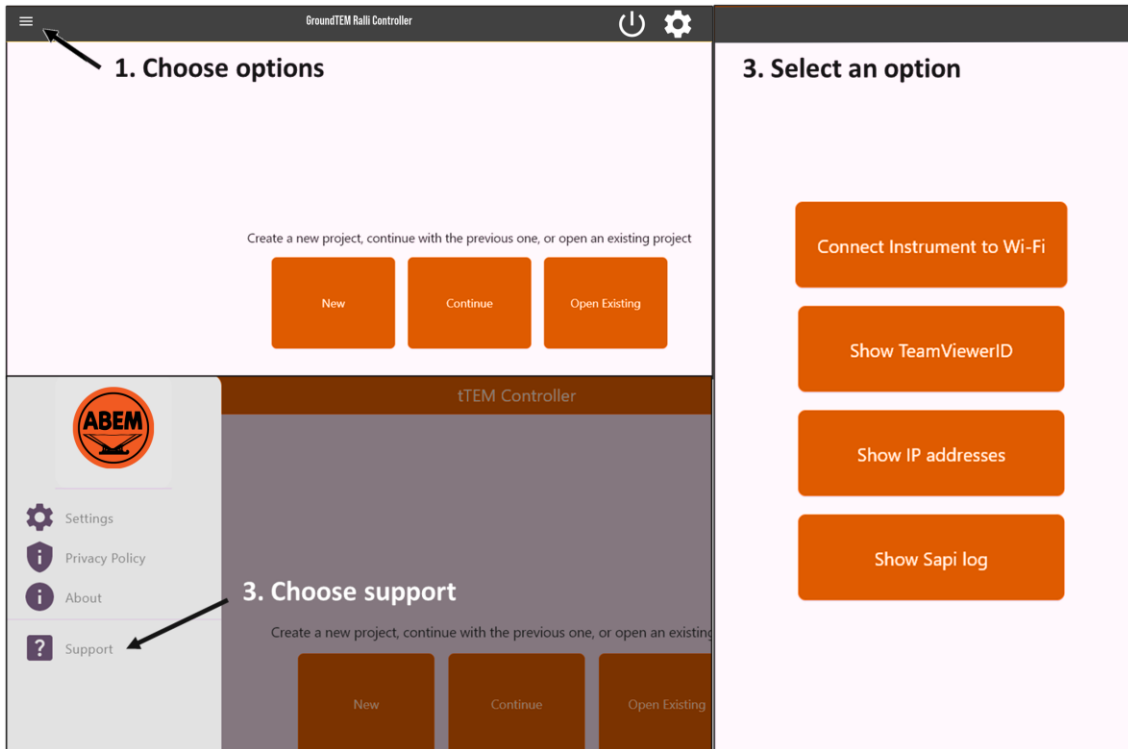 GroundTEM Ralli Controller
1. Choose options
Create a new project, continue with the previous one, or open an existing project
New
Continue
Open Existing
ABEM
tTEM Controller
Settings
Privacy Policy
About
Support
3. Choose support
Create a new project, continue with the previous one, or open an existing
New
Continue
Open Existing
3. Select an option
Connect Instrument to Wi-Fi
Show TeamViewerID
Show IP addresses
Show Sapi log